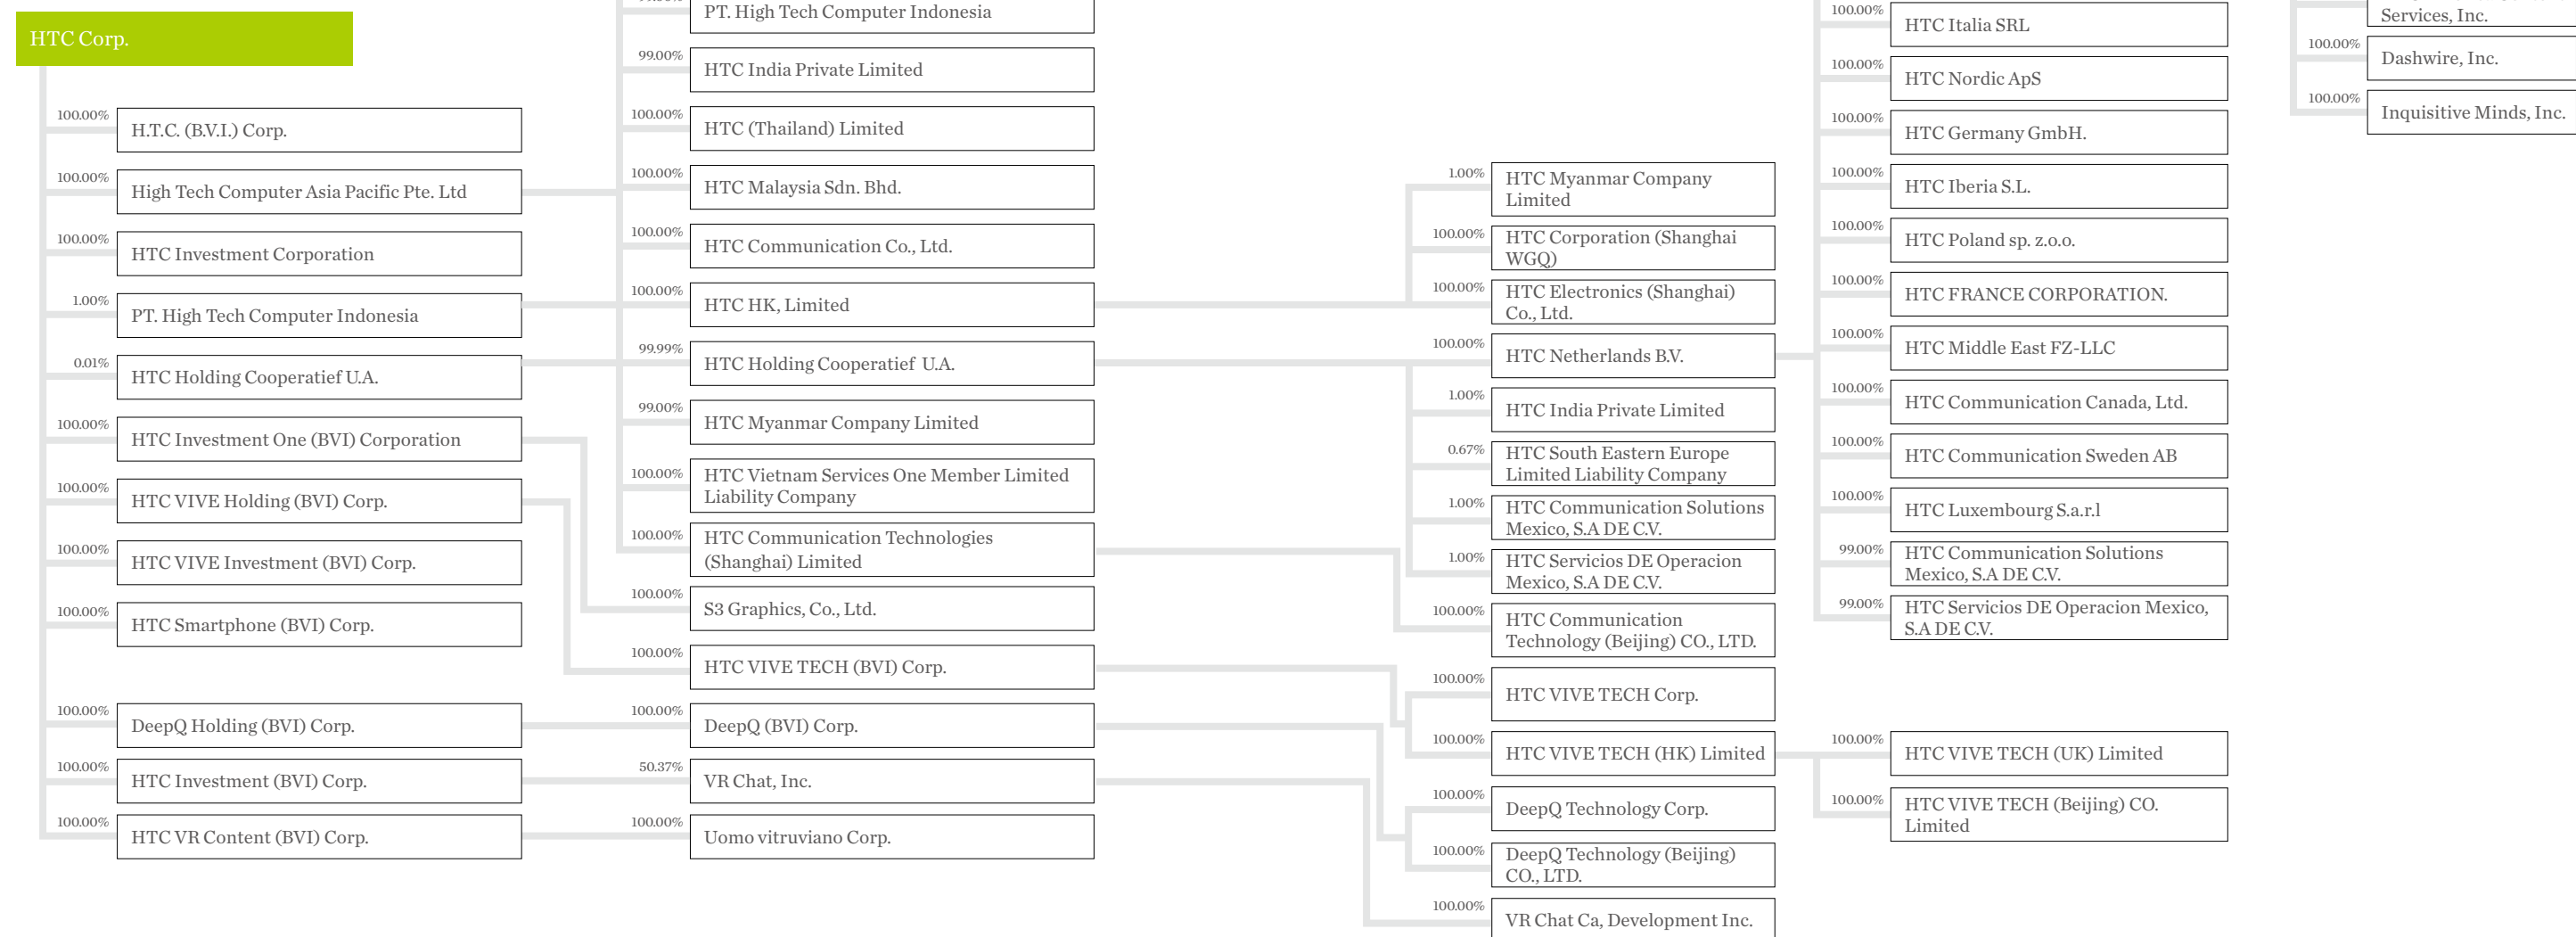 HTC Corp.
100.00%
H.T.C. (B.V.I.) Corp.
100.00%
High Tech Computer Asia Pacific Pte. Ltd
100.00%
HTC Investment Corporation
1.00%
PT. High Tech Computer Indonesia
0.01%
HTC Holding Cooperatief U.A.
100.00%
HTC Investment One (BVI) Corporation
100.00%
HTC VIVE Holding (BVI) Corp.
100.00%
HTC VIVE Investment (BVI) Corp.
100.00%
HTC Smartphone (BVI) Corp.
100.00%
DeepQ Holding (BVI) Corp.
100.00%
HTC Investment (BVI) Corp.
100.00%
HTC VR Content (BVI) Corp.
PT. High Tech Computer Indonesia
99.00%
HTC India Private Limited
100.00%
HTC (Thailand) Limited
100.00%
HTC Malaysia Sdn. Bhd.
100.00%
HTC Communication Co., Ltd.
100.00%
HTC HK, Limited
99.99%
HTC Holding Cooperatief U.A.
99.00%
HTC Myanmar Company Limited
100.00%
HTC Vietnam Services One Member Limited
Liability Company
100.00%
HTC Communication Technologies
(Shanghai) Limited
100.00%
S3 Graphics, Co., Ltd.
100.00%
HTC VIVE TECH (BVI) Corp.
100.00%
DeepQ (BVI) Corp.
50.37%
VR Chat, Inc.
100.00%
Uomo vitruviano Corp.
1.00%
HTC Myanmar Company
Limited
100.00%
HTC Corporation (Shanghai
WGQ)
100.00%
HTC Electronics (Shanghai)
Co., Ltd.
100.00%
HTC Netherlands B.V.
1.00%
HTC India Private Limited
0.67%
HTC South Eastern Europe
Limited Liability Company
1.00%
HTC Communication Solutions
Mexico, S.A DE C.V.
1.00%
HTC Servicios DE Operacion
Mexico, S.A DE C.V.
100.00%
HTC Communication
Technology (Beijing) CO., LTD.
100.00%
HTC VIVE TECH Corp.
100.00%
HTC VIVE TECH (HK) Limited
100.00%
DeepQ Technology Corp.
100.00%
DeepQ Technology (Beijing)
CO., LTD.
100.00%
VR Chat Ca, Development Inc.
100.00%
HTC Italia SRL
100.00%
HTC Nordic ApS
100.00%
HTC Germany GmbH.
100.00%
HTC Iberia S.L.
100.00%
HTC Poland sp. z.o.o.
100.00%
HTC FRANCE CORPORATION.
100.00%
HTC Middle East FZ-LLC
100.00%
HTC Communication Canada, Ltd.
100.00%
HTC Communication Sweden AB
100.00%
HTC Luxembourg S.a.r.l
99.00%
HTC Communication Solutions
Mexico, S.A DE C.V.
99.00%
HTC Servicios DE Operacion Mexico,
S.A DE C.V.
100.00%
HTC VIVE TECH (UK) Limited
100.00%
HTC VIVE TECH (Beijing) CO.
Limited
Services, Inc.
100.00%
Dashwire, Inc.
100.00%
Inquisitive Minds, Inc.